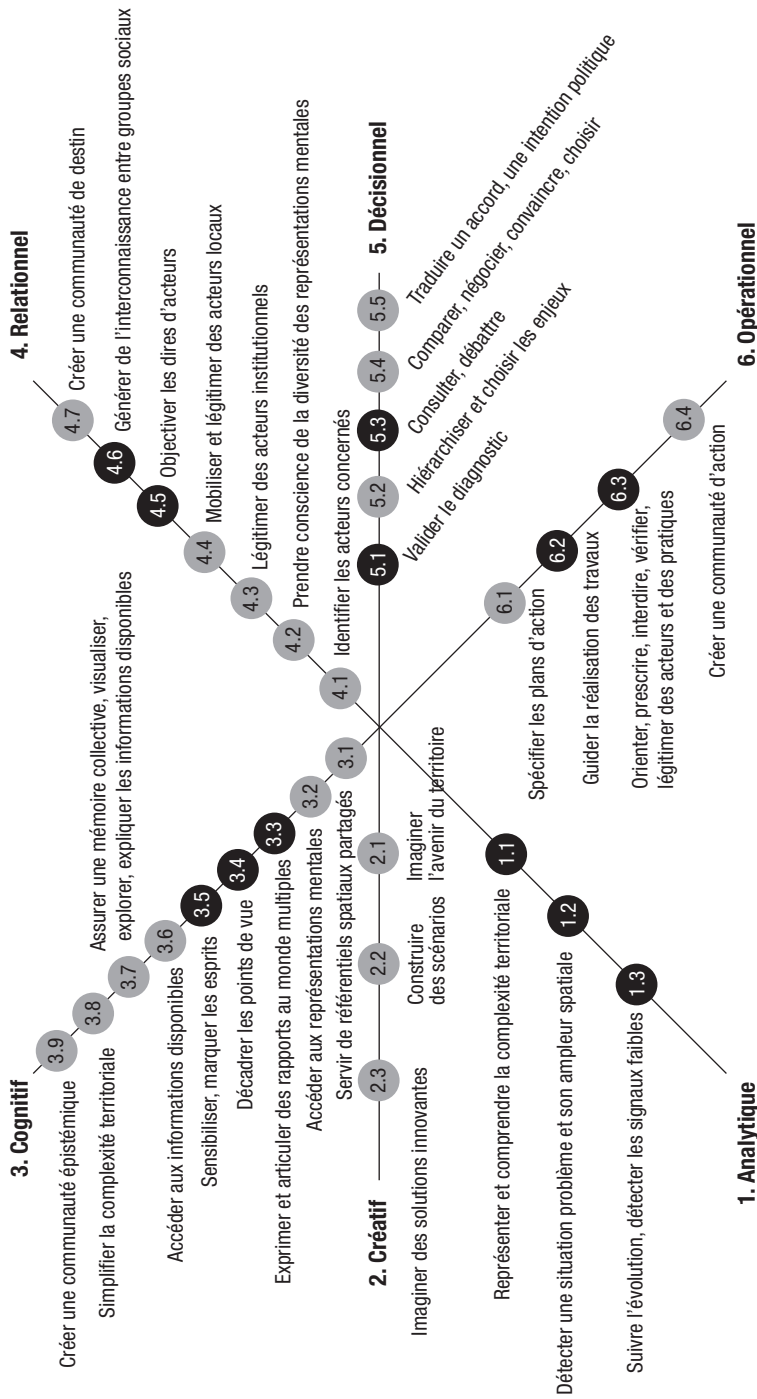 3. Cognitif
3.9
Créer une communauté épistémique
3.8
Simplifier la complexité territoriale
3.7
Assurer une mémoire collective, visualiser,
explorer, expliquer les informations disponibles
3.6
Accéder aux informations disponibles
3.5
Sensibiliser, marquer les esprits
3.4
Décadrer les points de vue
3.3
Exprimer et articuler des rapports au monde multiples
3.2
Accéder aux représentations mentales
3.1
Servir de référentiels spatiaux partagés
4. Relationnel
4.7
Créer une communauté de destin
4.6
Générer de l'interconnaissance entre groupes sociaux
4.5
Objectiver les dires d'acteurs
4.4
Mobiliser et légitimer des acteurs locaux
4.3
Légitimer des acteurs institutionnels
4.2
Prendre conscience de la diversité des représentations mentales
4.1
Identifier les acteurs concernés
2. Créatif
2.3
Imaginer des solutions innovantes
2.2
Construire
des scénarios
2.1
Imaginer
l'avenir du territoire
5. Décisionnel
5.1
Valider le diagnostic
5.2
Hiérarchiser et choisir les enjeux
5.3
Consulter, débattre
5.4
Comparer, négocier, convaincre, choisir
5.5
Traduire un accord, une intention politique
1.1
Représenter et comprendre la complexité territoriale
1.2
Détecter une situation problème et son ampleur spatiale
1.3
Suivre l'évolution, détecter les signaux faibles
1. Analytique
6.1
Spécifier les plans d'action
6.2
Guider la réalisation des travaux
6.3
Orienter, prescrire, interdire, vérifier,
légitimer des acteurs et des pratiques
6.4
Créer une communauté d'action
6. Opérationnel